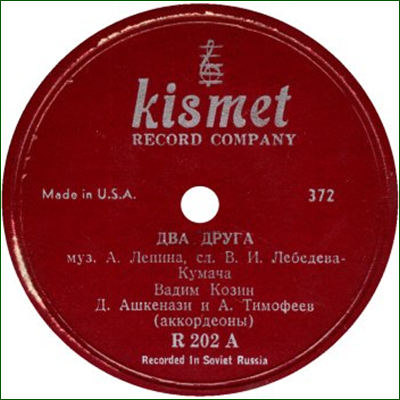 kismet
RECORD COMPANY
Made in U.S.A. 372
ДВА ДРУГА
муз. А. Лепина, сл. В. И. Лебедева-
Кумача
Вадим Козин
Д. Ашкенази и А. Тимофеев
(аккордеоны)
R 202 A
Recorded In Soviet Russia